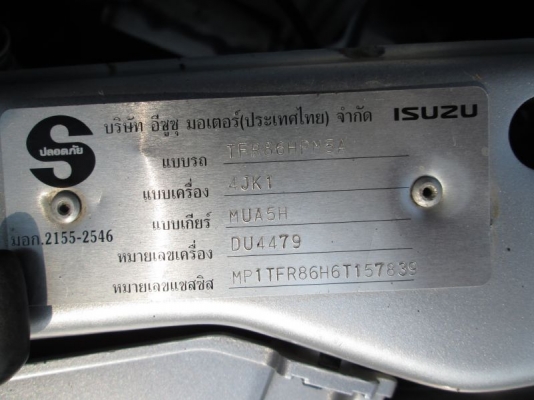 บริษัท อีซูซุ มอเตอร์(ประเทศไทย) จำกัด ISUZU
S
ปลอดภัย
แบบรถ
แบบเครื่อง 4JK1
แบบเกียร์ MUA5H
มอก.2155-2546
หมายเลขเครื่อง DU4479
หมายเลขแชสซิส MP1TFR86H6T157839